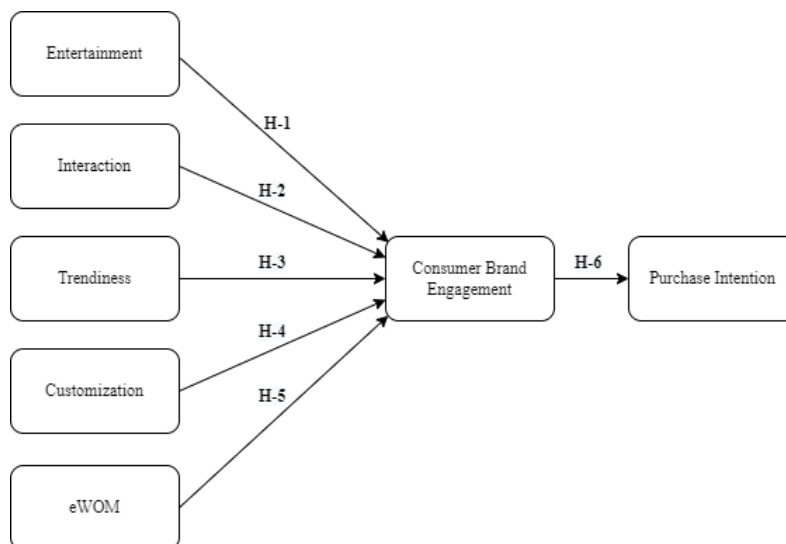 Entertainment
H-1
Interaction
H-2
Trendiness
H-3
Consumer Brand
Engagement
H-6
Purchase Intention
H-4
Customization
H-5
eWOM